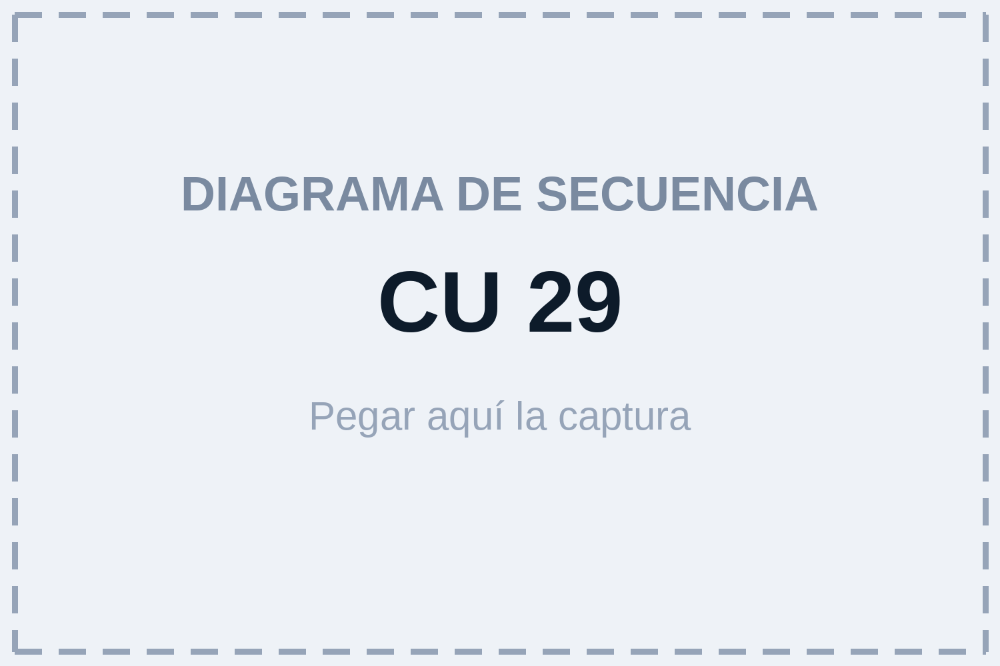 DIAGRAMA DE SECUENCIA
CU 29
Pegar aquí la captura